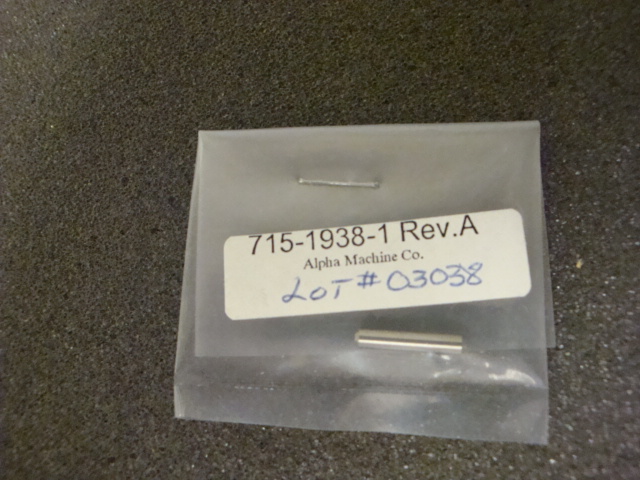 715-1938-1 Rev.A
Alpha Machine Co.
LOT # 03038